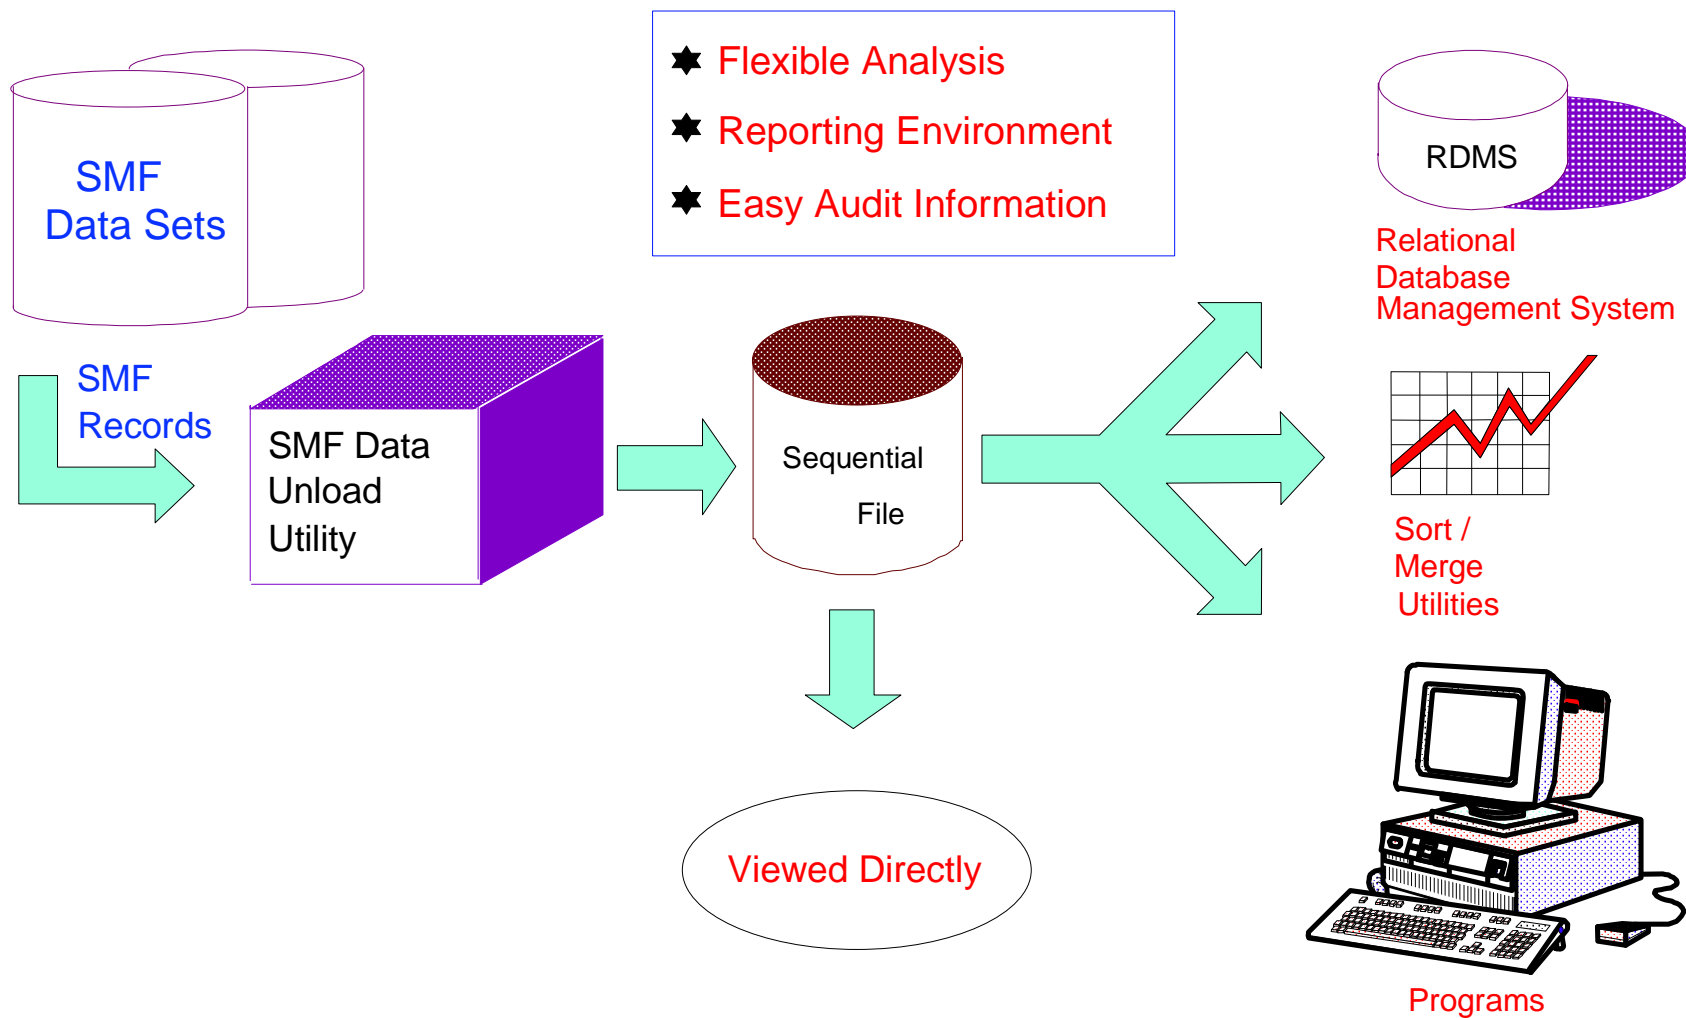 SMF
Data Sets
SMF
Records
SMF Data
Unload
Utility
Flexible Analysis
Reporting Environment
Easy Audit Information
Sequential
File
Viewed Directly
RDMS
Relational
Database
Management System
Sort /
Merge
Utilities
Programs